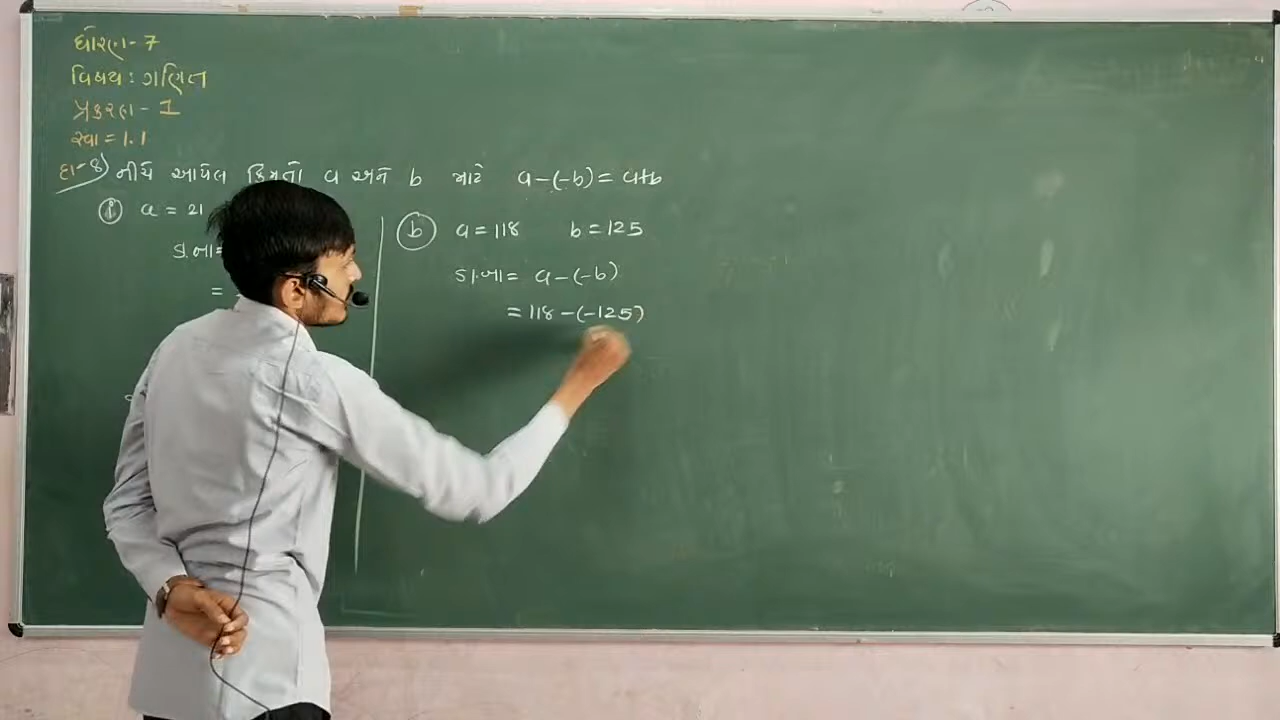 ધોરણ-7
વિષય: ગણિત
પ્રકરણ-1
સ્વા=1.1
દા-8) નીચે આપેલ કિંમતો a અને b માટે a-(-b)=a+b
i a = 21
ડા.બા=
=
b a=118 b=125
ડા.બા= a-(-b)
=118-(-125)